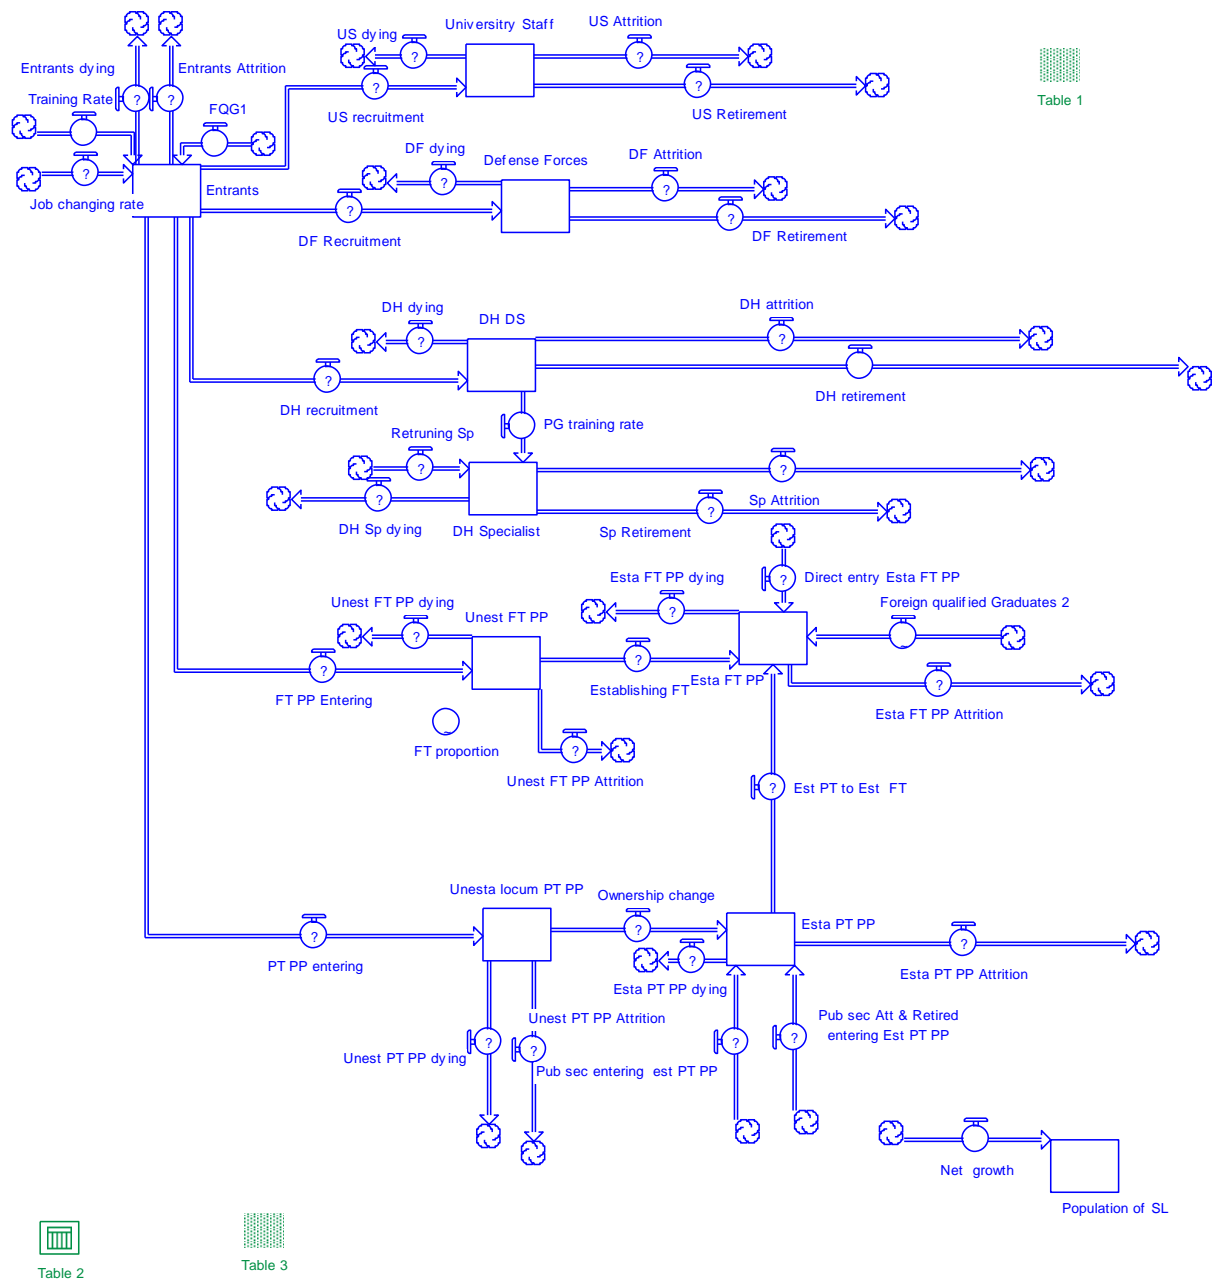 US dying
Universitry Staff
US Attrition
Entrants dying
Entrants Attrition
Training Rate
FQG1
US recruitment
US Retirement
Table 1
DF dying
Defense Forces
DF Attrition
Job changing rate
Entrants
DF Recruitment
DF Retirement
DH dying
DH DS
DH attrition
DH recruitment
DH retirement
PG training rate
Retruning Sp
DH Sp dying
DH Specialist
Sp Retirement
Sp Attrition
Esta FT PP dying
Direct entry Esta FT PP
Unest FT PP dying
Unest FT PP
Foreign qualified Graduates 2
FT PP Entering
Establishing FT
Esta FT PP
Esta FT PP Attrition
FT proportion
Unest FT PP Attrition
Est PT to Est FT
Unesta locum PT PP
Ownership change
Esta PT PP
PT PP entering
Esta PT PP dying
Esta PT PP Attrition
Unest PT PP Attrition
Pub sec Att & Retired
entering Est PT PP
Unest PT PP dying
Pub sec entering est PT PP
Net growth
Population of SL
Table 2
Table 3